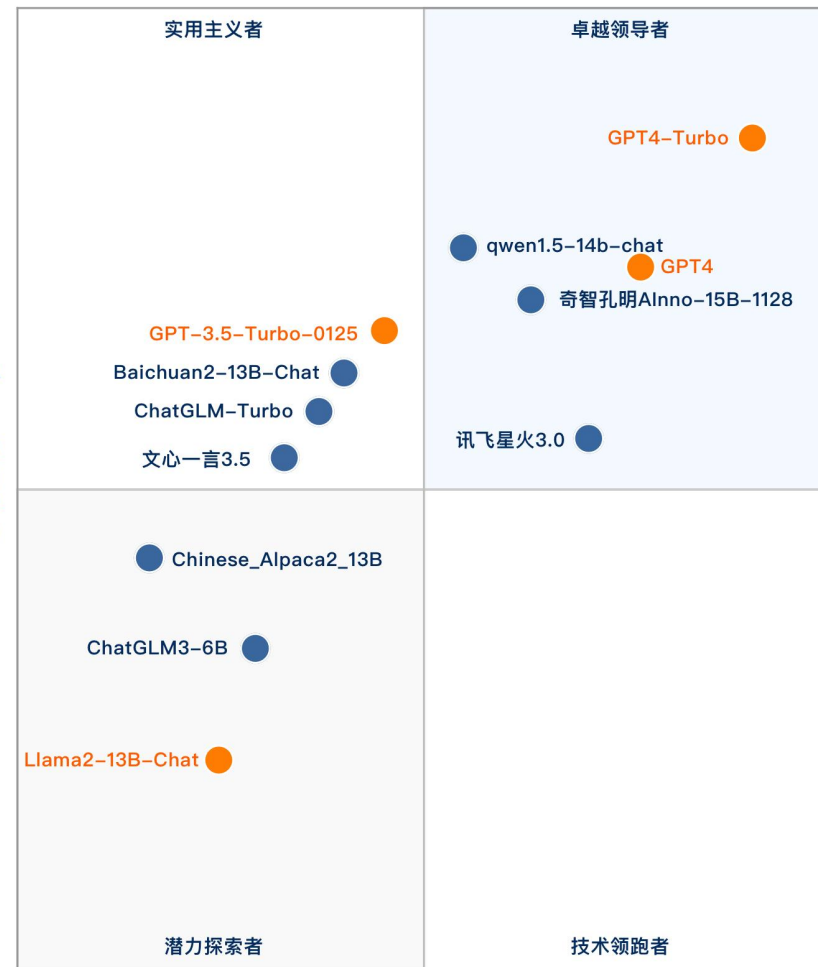 实用主义者
卓越领导者
GPT4-Turbo
qwen1.5-14b-chat
GPT4
奇智孔明AInno-15B-1128
GPT-3.5-Turbo-0125
Baichuan2-13B-Chat
ChatGLM-Turbo
讯飞星火3.0
文心一言3.5
Chinese_Alpaca2_13B
ChatGLM3-6B
Llama2-13B-Chat
潜力探索者
技术领跑者